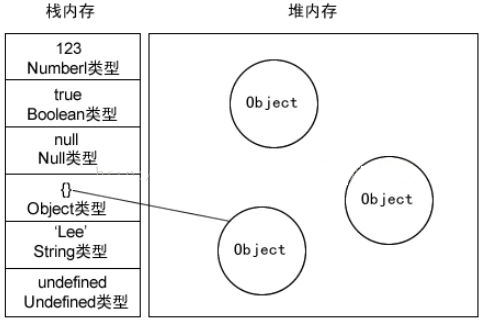 栈内存
堆内存
123
Numberl类型
true
Boolean类型
null
Null类型
{}
Object类型
‘Lee’
String类型
undefined
Undefined类型
Object
Object
Object